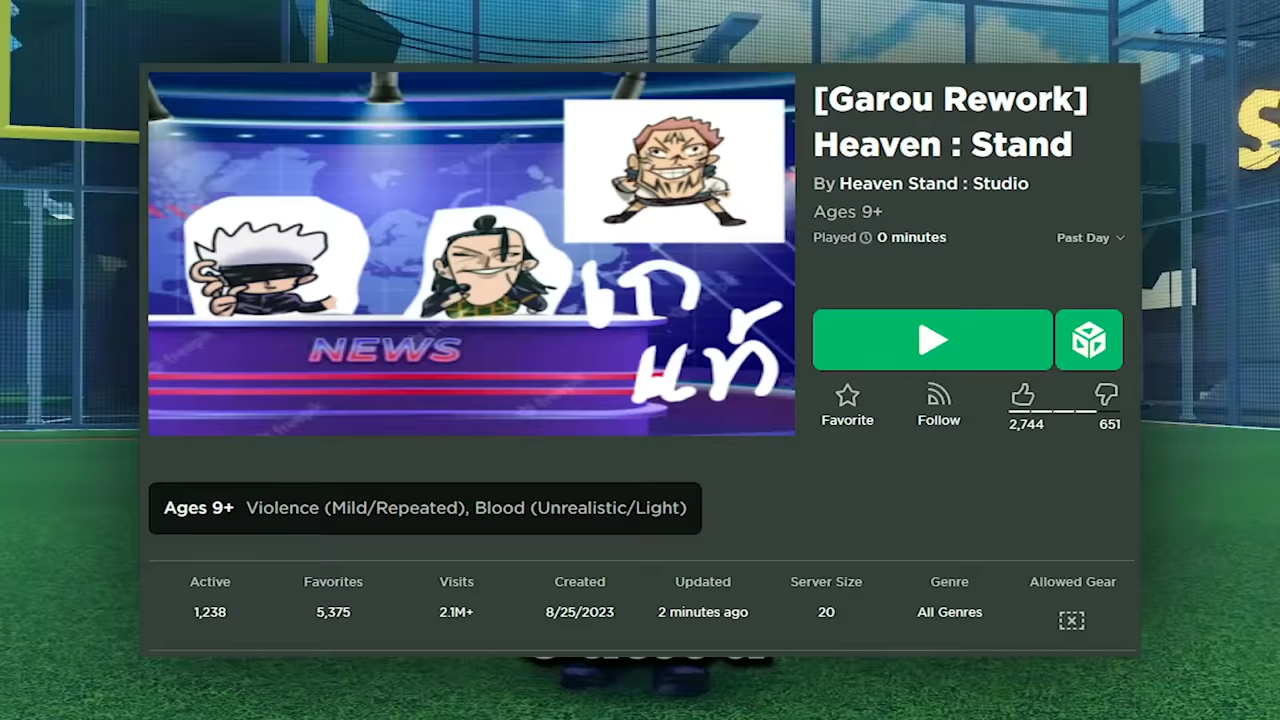 [Garou Rework]
Heaven : Stand
By Heaven Stand : Studio
Ages 9+
Played 0 minutes
Past Day
NEWS
เก
แท้
Favorite
Follow
2,744
651
Ages 9+ Violence (Mild/Repeated), Blood (Unrealistic/Light)
Active
Favorites
Visits
Created
Updated
Server Size
Genre
Allowed Gear
1,238
5,375
2.1M+
8/25/2023
2 minutes ago
20
All Genres